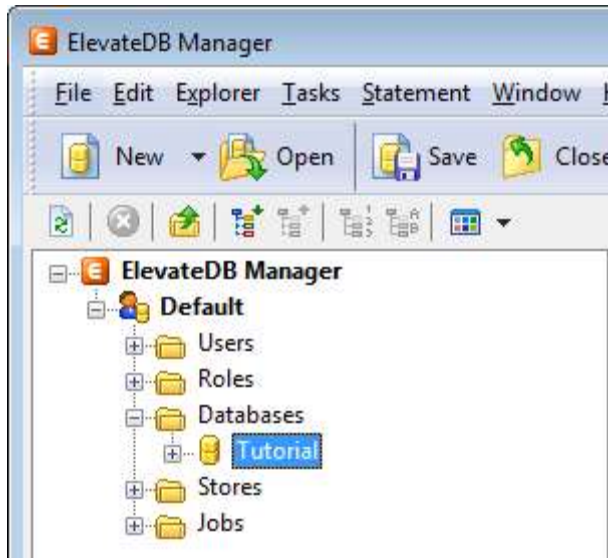 ElevateDB Manager
File Edit Explorer Tasks Statement Window
New Open Save Close
ElevateDB Manager
Default
Users
Roles
Databases
Tutorial
Stores
Jobs